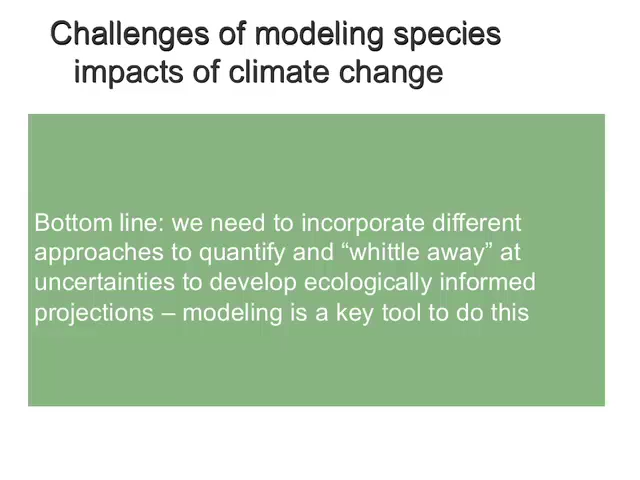 Challenges of modeling species
impacts of climate change
Bottom line: we need to incorporate different
approaches to quantify and “whittle away” at
uncertainties to develop ecologically informed
projections – modeling is a key tool to do this